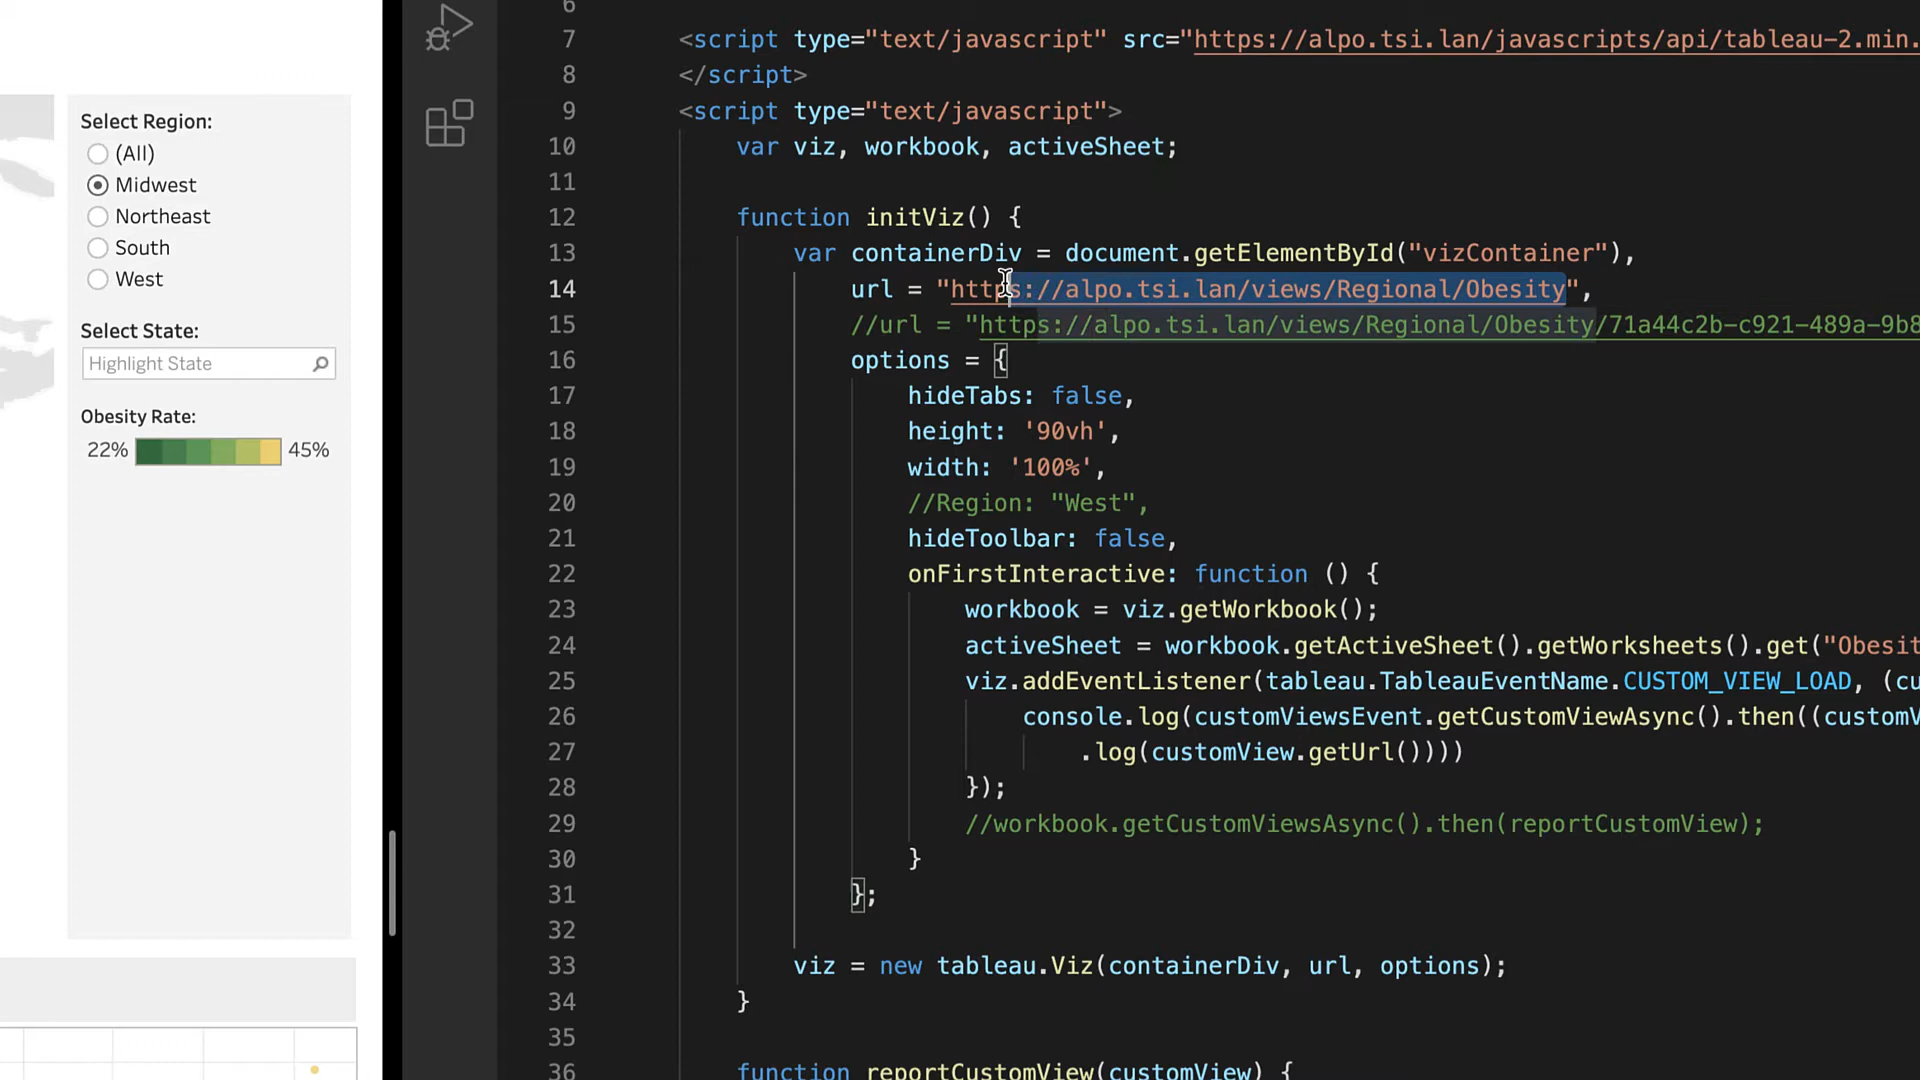 Select Region:
(All)
Midwest
Northeast
South
West
Select State:
Highlight State
Obesity Rate:
22% 45%
6
7 <script type="text/javascript" src="https://alpo.tsi.lan/javascripts/api/tableau-2.min.
8 </script>
9 <script type="text/javascript">
10 var viz, workbook, activeSheet;
11
12 function initViz() {
13 var containerDiv = document.getElementById("vizContainer"),
14 url = "https://alpo.tsi.lan/views/Regional/Obesity",
15 //url = "https://alpo.tsi.lan/views/Regional/Obesity/71a44c2b-c921-489a-9b8
16 options = {
17 hideTabs: false,
18 height: '90vh',
19 width: '100%',
20 //Region: "West",
21 hideToolbar: false,
22 onFirstInteractive: function () {
23 workbook = viz.getWorkbook();
24 activeSheet = workbook.getActiveSheet().getWorksheets().get("Obesit
25 viz.addEventListener(tableau.TableauEventName.CUSTOM_VIEW_LOAD, (cu
26 console.log(customViewsEvent.getCustomViewAsync().then((customV
27 .log(customView.getUrl())))
28 });
29 //workbook.getCustomViewsAsync().then(reportCustomView);
30 }
31 };
32
33 viz = new tableau.Viz(containerDiv, url, options);
34 }
35
36 function reportCustomView(customView) {